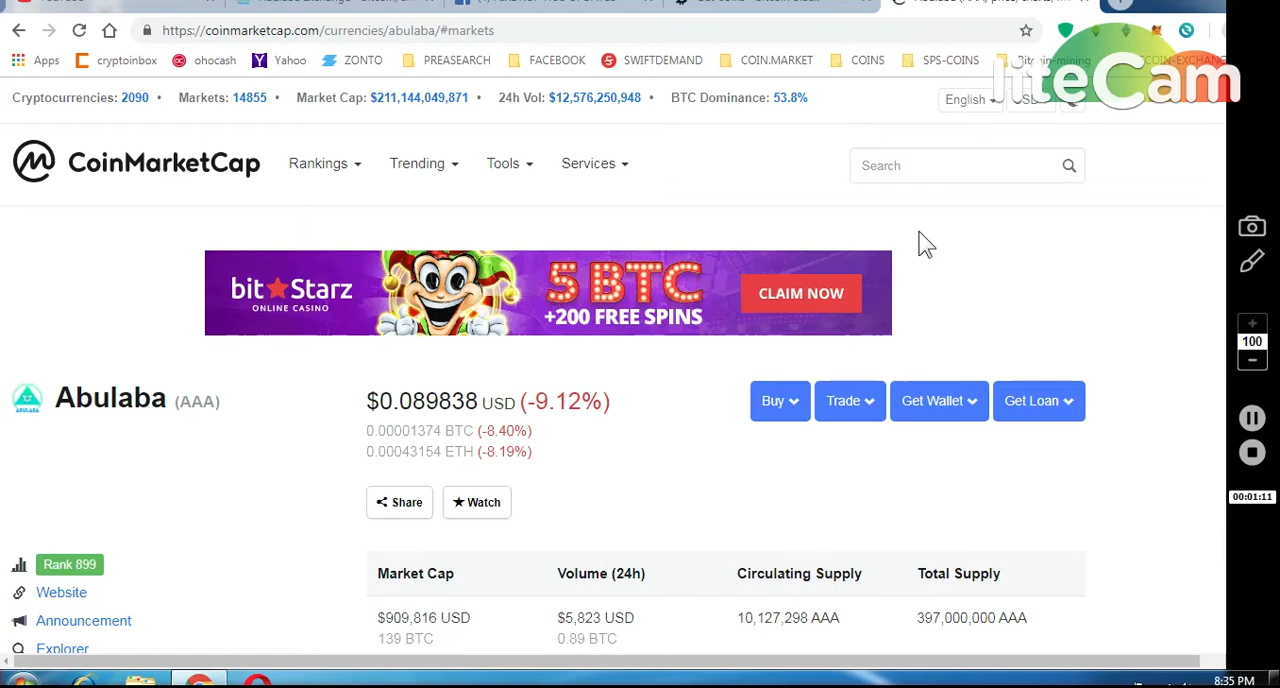 https://coinmarketcap.com/currencies/abulaba/#markets
Apps cryptoinbox ohocash Yahoo ZONTO PREASEARCH FACEBOOK SWIFTDEMAND COIN.MARKET COINS SPS-COINS
liteCam
Cryptocurrencies: 2090 • Markets: 14855 • Market Cap: $211,144,049,871 • 24h Vol: $12,576,250,948 • BTC Dominance: 53.8%
English
CoinMarketCap Rankings Trending Tools Services Search
bitStarz
ONLINE CASINO
5 BTC
+200 FREE SPINS
CLAIM NOW
ABULABA
Abulaba (AAA) $0.089838 USD (-9.12%) Buy Trade Get Wallet Get Loan
0.00001374 BTC (-8.40%)
0.00043154 ETH (-8.19%)
Share Watch
100
00:01:11
Rank 899
Website
Announcement
Explorer
Market Cap Volume (24h) Circulating Supply Total Supply
$909,816 USD $5,823 USD 10,127,298 AAA 397,000,000 AAA
139 BTC 0.89 BTC
8:35 PM